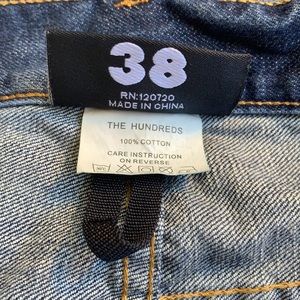 38
RN:120720
MADE IN CHINA
THE HUNDREDS
100% COTTON
CARE INSTRUCTION
ON REVERSE